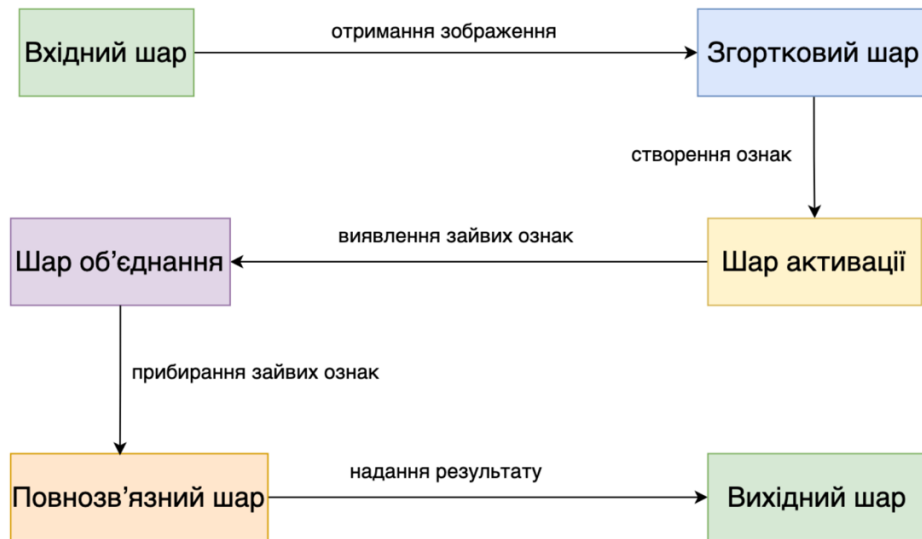 Вхідний шар
отримання зображення
Згортковий шар
створення ознак
Шар активації
виявлення зайвих ознак
Шар об’єднання
прибирання зайвих ознак
Повнозв’язний шар
надання результату
Вихідний шар